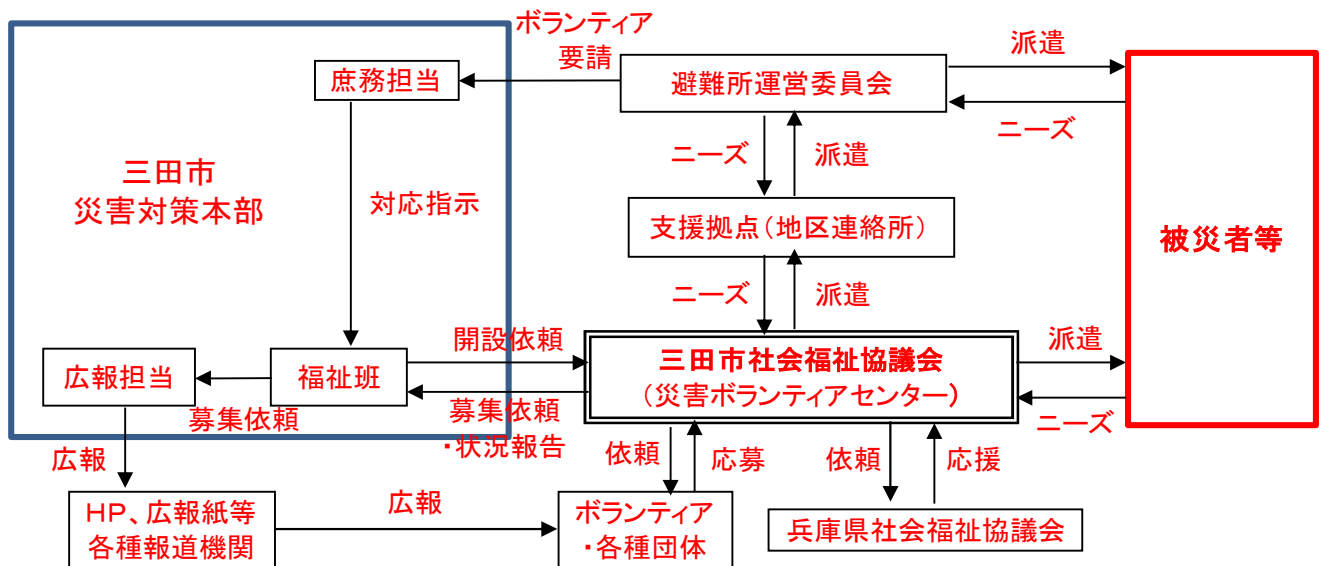 ボランティア
要請
派遣
庶務担当
避難所運営委員会
ニーズ
ニーズ
派遣
三田市
災害対策本部
対応指示
支援拠点（地区連絡所）
被災者等
ニーズ
派遣
開設依頼
三田市社会福祉協議会
（災害ボランティアセンター）
派遣
広報担当
福祉班
募集依頼
募集依頼
・状況報告
ニーズ
広報
依頼
応募
依頼
応援
HP、広報紙等
各種報道機関
広報
ボランティア
・各種団体
兵庫県社会福祉協議会